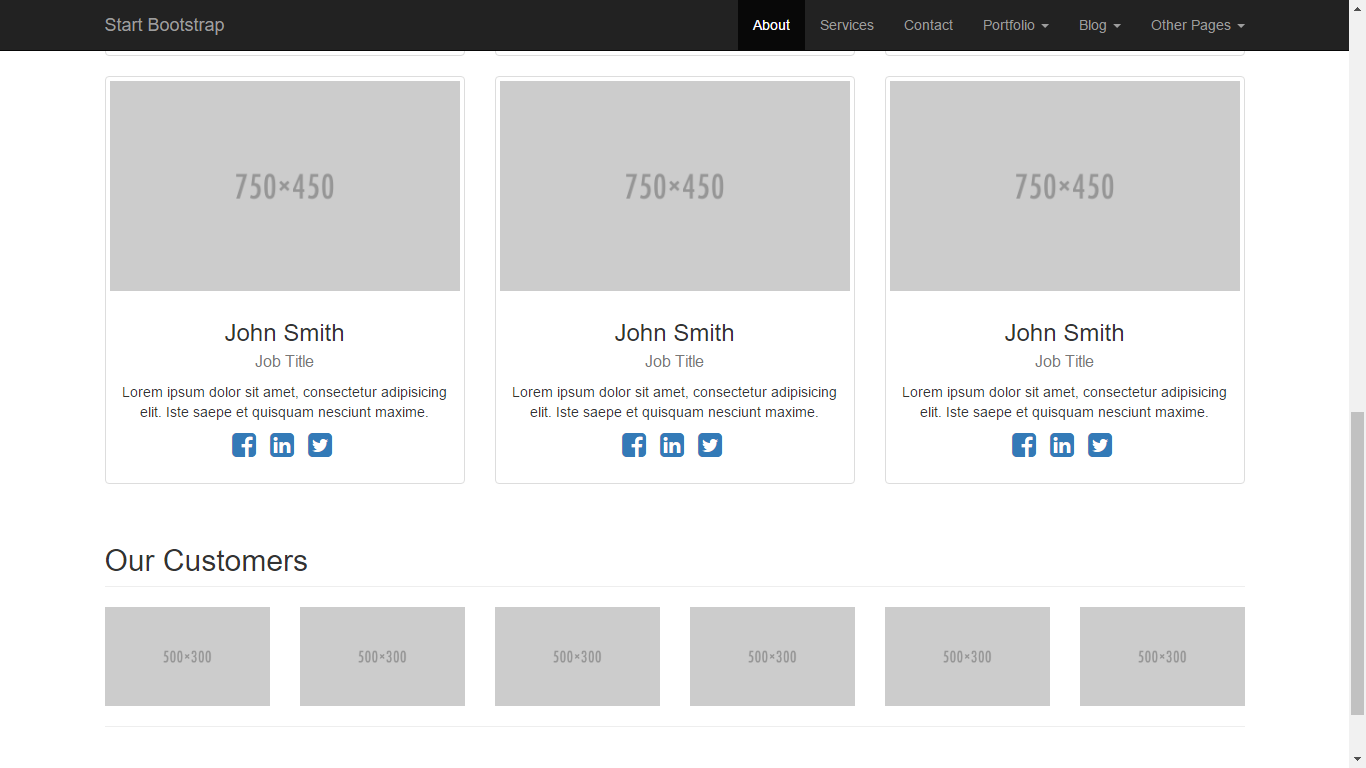 Start Bootstrap About Services Contact Portfolio Blog Other Pages
750×450 750×450 750×450
John Smith John Smith John Smith
Job Title Job Title Job Title
Lorem ipsum dolor sit amet, consectetur adipisicing Lorem ipsum dolor sit amet, consectetur adipisicing Lorem ipsum dolor sit amet, consectetur adipisicing
elit. Iste saepe et quisquam nesciunt maxime. elit. Iste saepe et quisquam nesciunt maxime. elit. Iste saepe et quisquam nesciunt maxime.
Our Customers
500×300 500×300 500×300 500×300 500×300 500×300